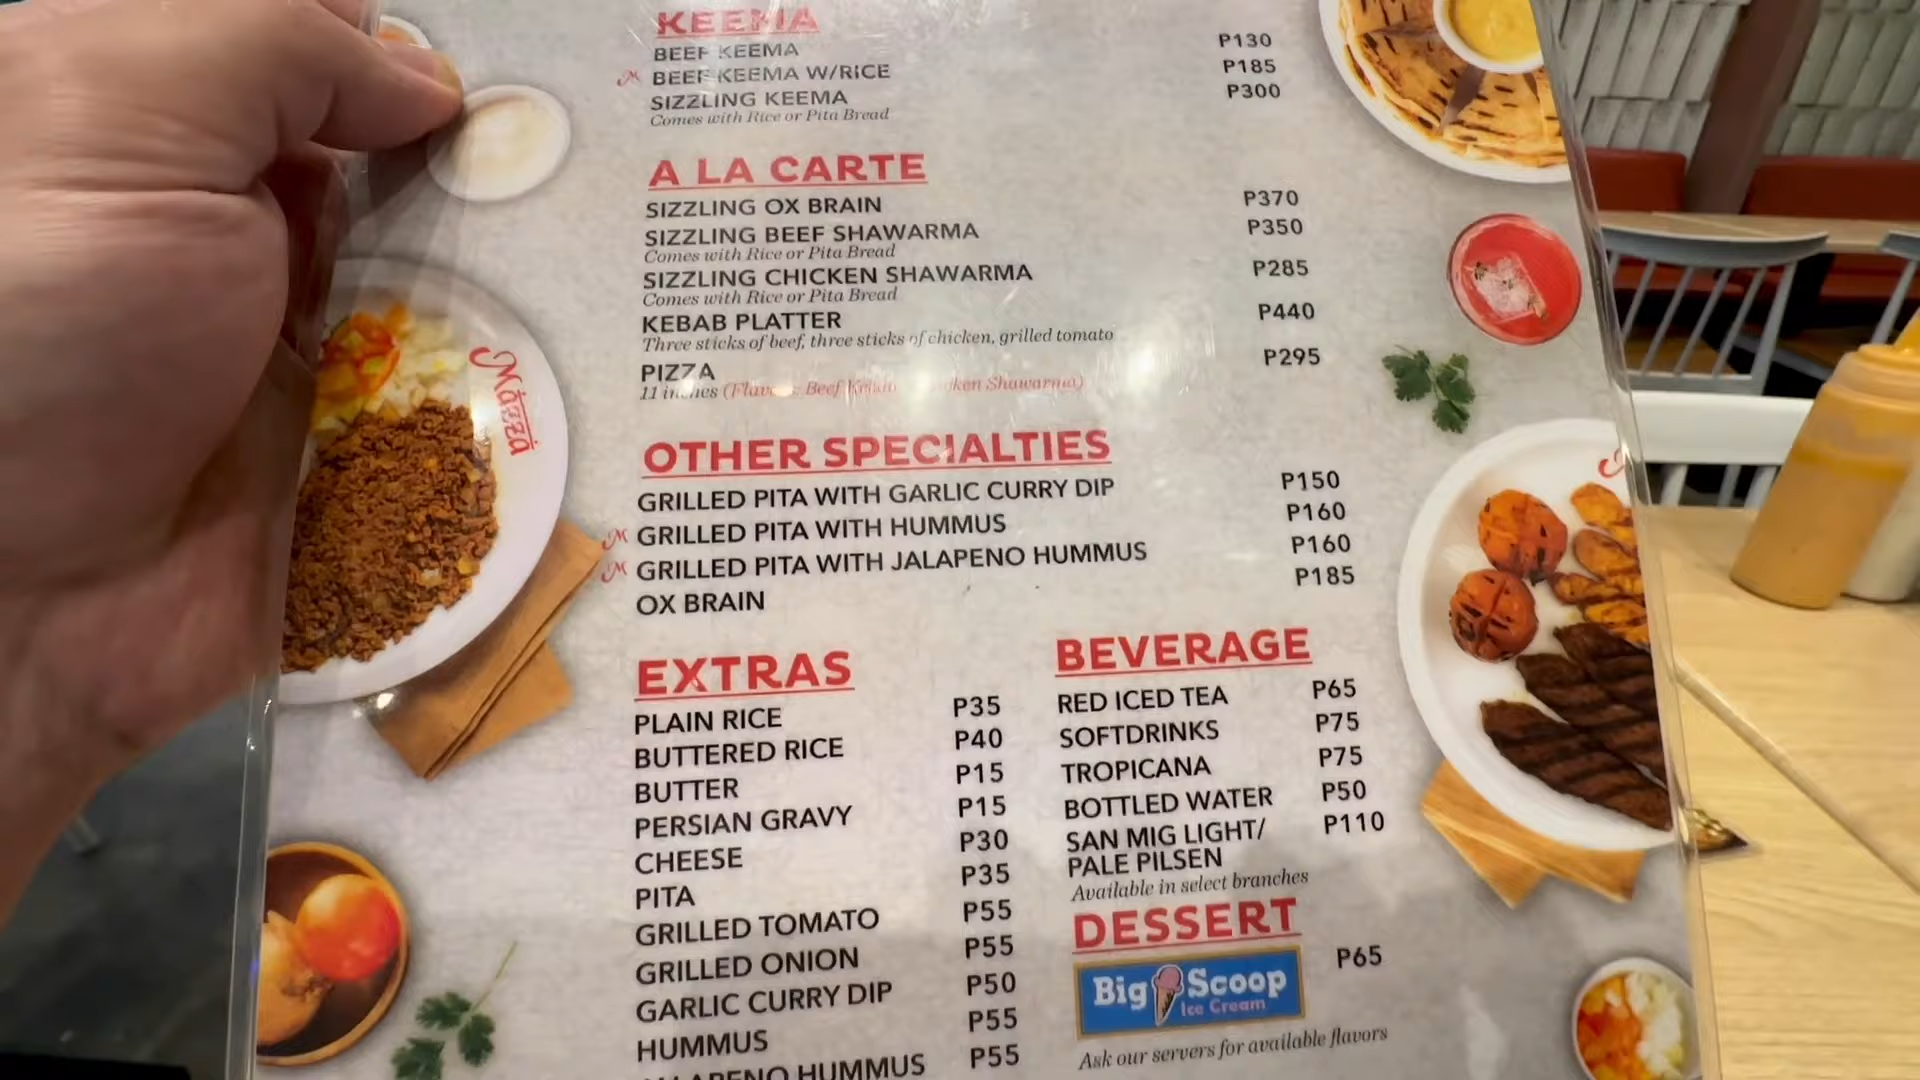 KEEMA
BEEF KEEMA P130
BEEF KEEMA W/RICE P185
SIZZLING KEEMA P300
Comes with Rice or Pita Bread
A LA CARTE
SIZZLING OX BRAIN P370
SIZZLING BEEF SHAWARMA P350
Comes with Rice or Pita Bread
SIZZLING CHICKEN SHAWARMA P285
Comes with Rice or Pita Bread
KEBAB PLATTER P440
Three sticks of beef, three sticks of chicken, grilled tomato
PIZZA P295
11 inches Beef Shawarma)
Mazza
OTHER SPECIALTIES
GRILLED PITA WITH GARLIC CURRY DIP P150
GRILLED PITA WITH HUMMUS P160
GRILLED PITA WITH JALAPENO HUMMUS P160
OX BRAIN P185
EXTRAS
PLAIN RICE P35
BUTTERED RICE P40
BUTTER P15
PERSIAN GRAVY P15
CHEESE P30
PITA P35
GRILLED TOMATO P55
GRILLED ONION P55
GARLIC CURRY DIP P50
HUMMUS P55
JALAPENO HUMMUS P55
BEVERAGE
RED ICED TEA P65
SOFTDRINKS P75
TROPICANA P75
BOTTLED WATER P50
SAN MIG LIGHT/ P110
PALE PILSEN
Available in select branches
DESSERT
Big Scoop P65
Ice Cream
Ask our servers for available flavors